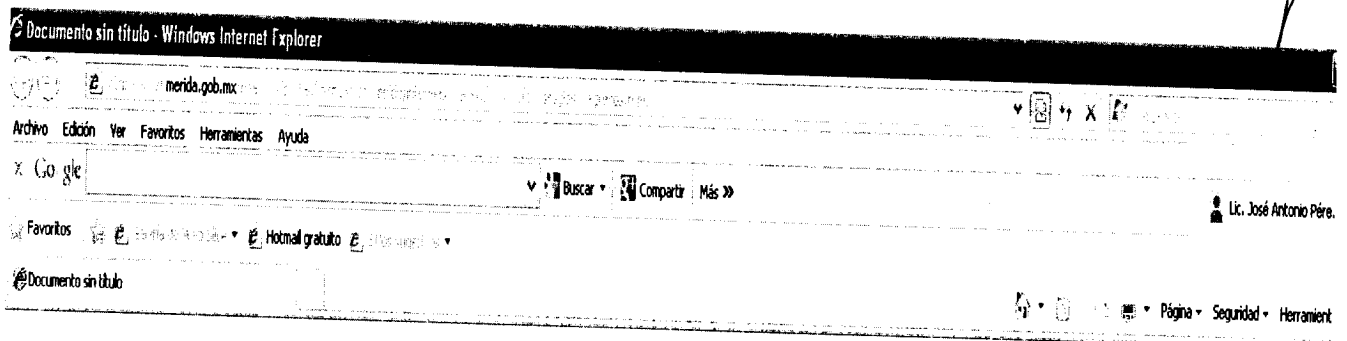 Documento sin título - Windows Internet Explorer
merida.gob.mx
Archivo Edición Ver Favoritos Herramientas Ayuda
x Google Buscar Compartir Más »
Lic. José Antonio Pére.
Favoritos Hotmail gratuito
Documento sin título
Página Seguridad Herramient